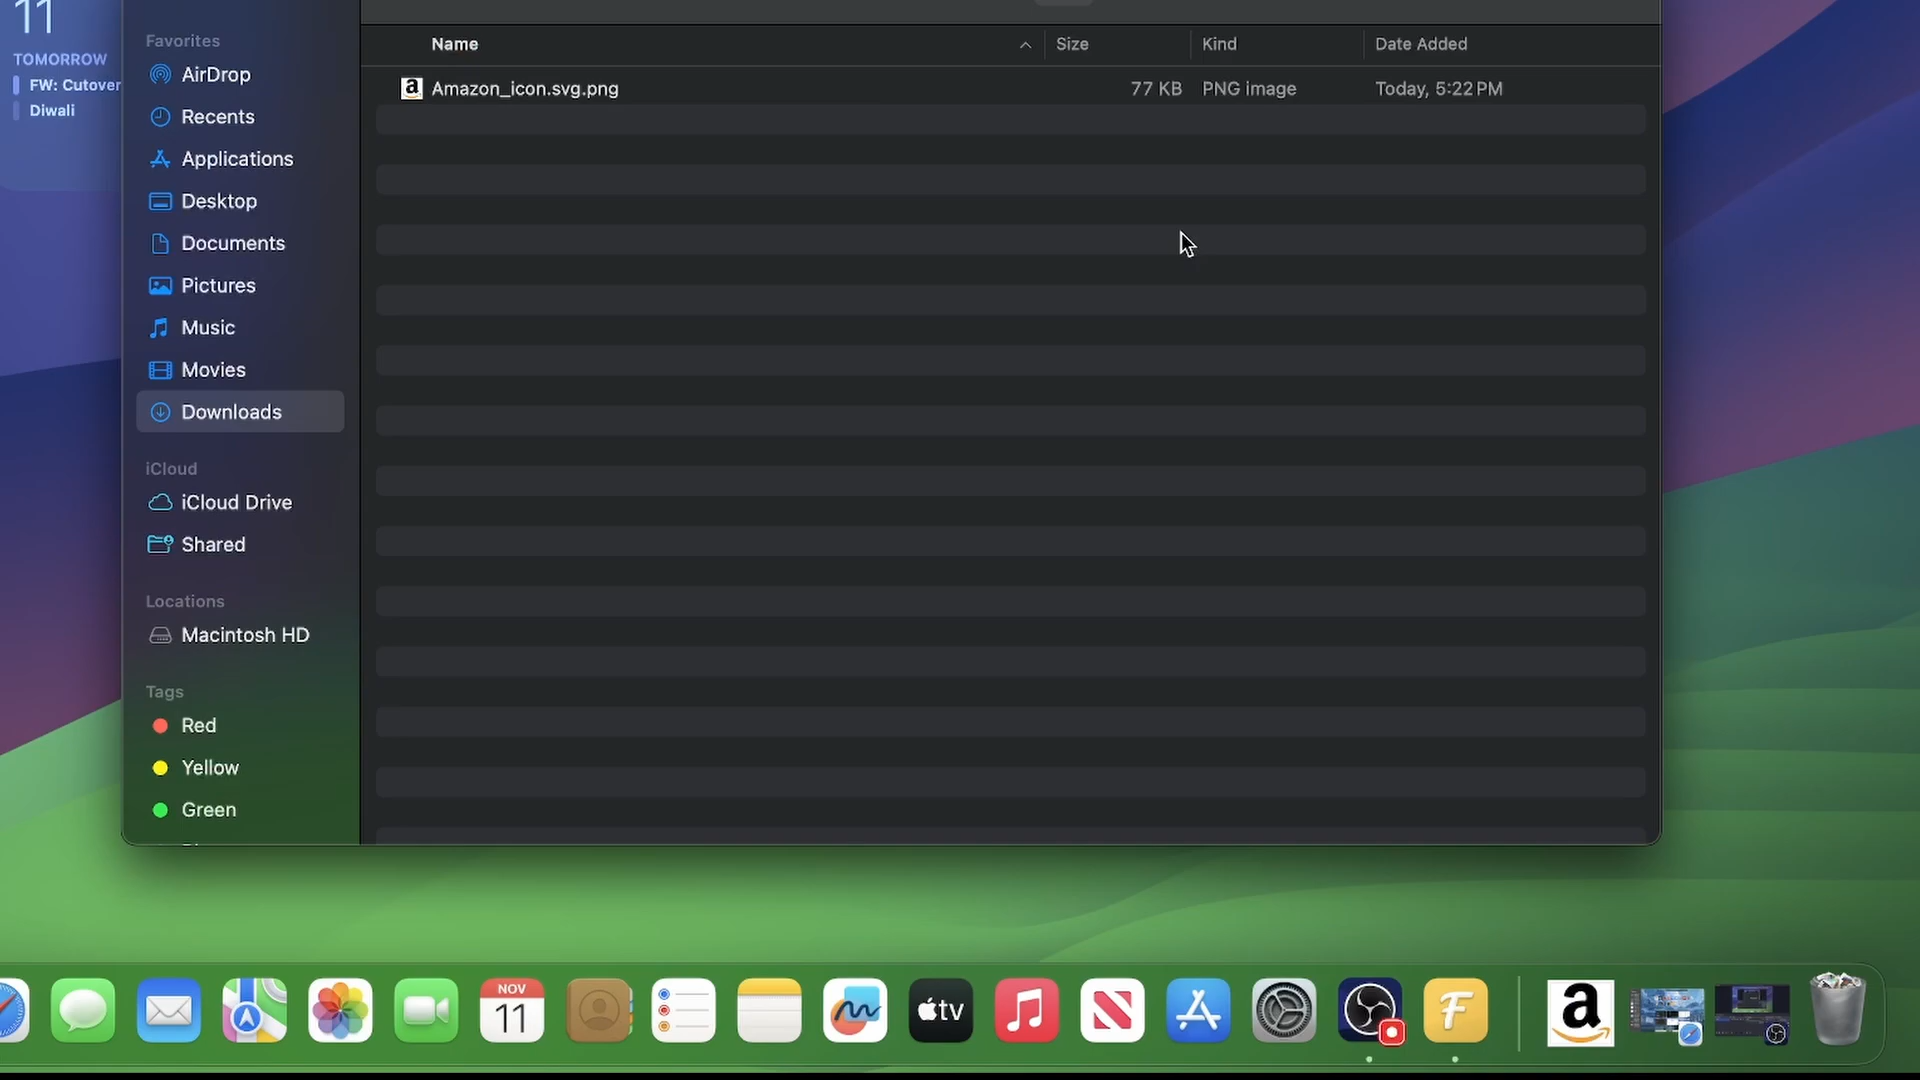 11
TOMORROW
FW: Cutover
Diwali
Favorites
AirDrop
Recents
Applications
Desktop
Documents
Pictures
Music
Movies
Downloads
iCloud
iCloud Drive
Shared
Locations
Macintosh HD
Tags
Red
Yellow
Green
Name Size Kind Date Added
Amazon_icon.svg.png 77 KB PNG image Today, 5:22 PM
NOV
11
tv
F
a